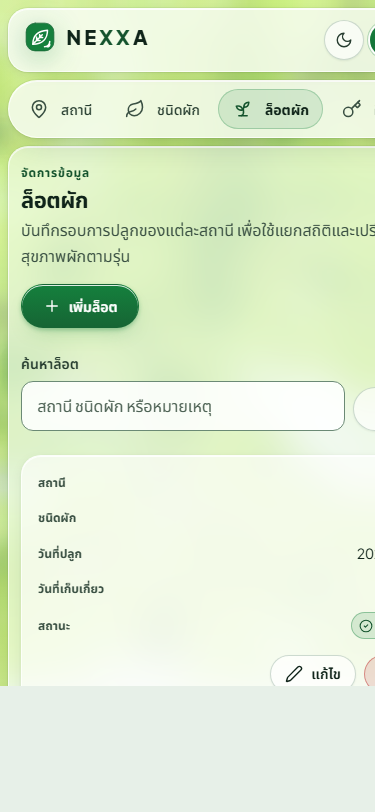 NEXXA
สถานี
ชนิดผัก
ล็อตผัก
จัดการข้อมูล
ล็อตผัก
บันทึกรอบการปลูกของแต่ละสถานี เพื่อใช้แยกสถิติและเปรี
สุขภาพผักตามรุ่น
เพิ่มล็อต
ค้นหาล็อต
สถานี ชนิดผัก หรือหมายเหตุ
สถานี
ชนิดผัก
วันที่ปลูก
20
วันที่เก็บเกี่ยว
สถานะ
แก้ไข